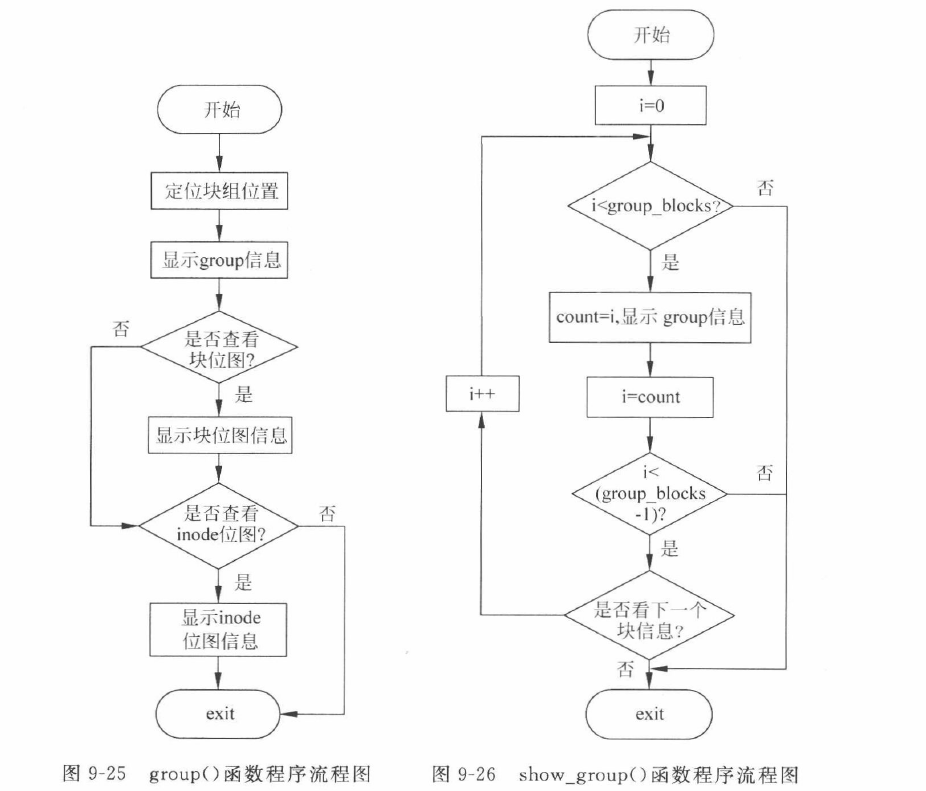 开始
定位块组位置
显示group信息
是否查看
块位图?
否
是
显示块位图信息
是否查看
inode位图?
否
是
显示inode
位图信息
exit
图 9-25 group()函数程序流程图
开始
i=0
i<group_blocks?
否
是
count=i,显示 group信息
i++
i=count
i<
(group_blocks
-1)?
否
是
是否看下一个
块信息?
否
exit
图 9-26 show_group()函数程序流程图